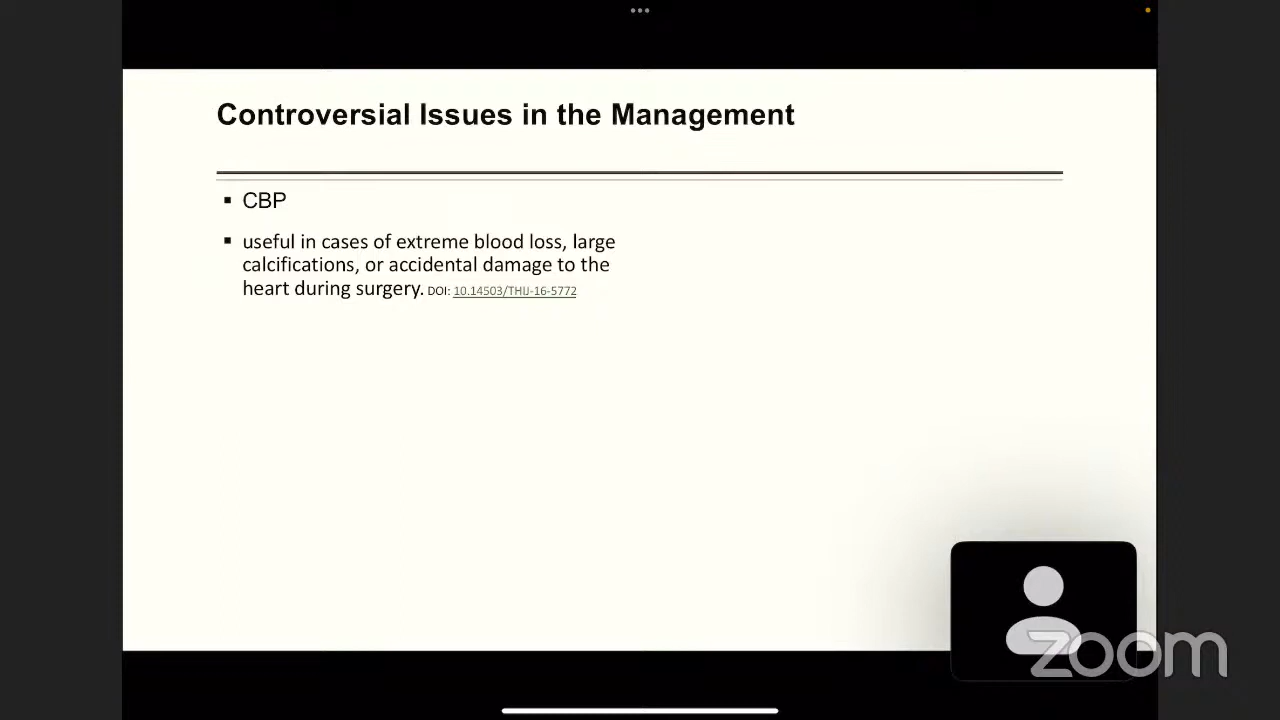 Controversial Issues in the Management
▪ CBP
▪ useful in cases of extreme blood loss, large
calcifications, or accidental damage to the
heart during surgery. DOI: 10.14503/THIJ-16-5772
zoom